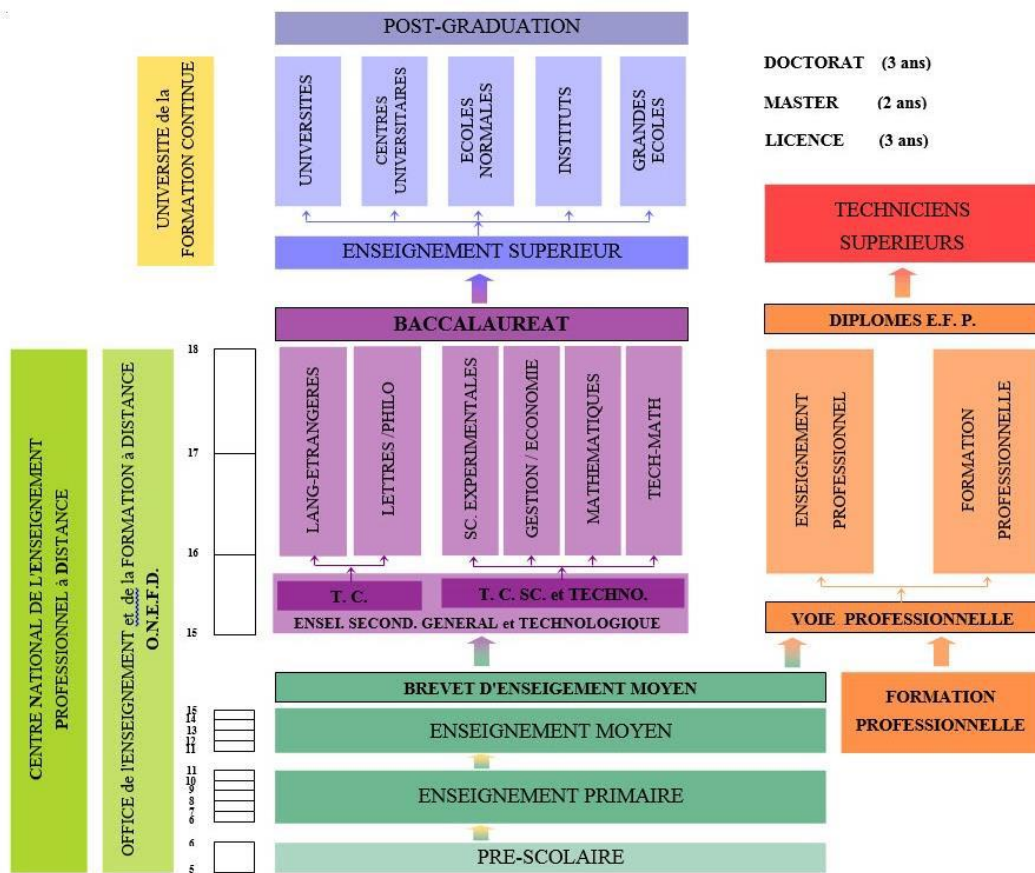 POST-GRADUATION
UNIVERSITE de la
FORMATION CONTINUE
UNIVERSITES
CENTRES
UNIVERSITAIRES
ECOLES
NORMALES
INSTITUTS
GRANDES
ECOLES
DOCTORAT (3 ans)
MASTER (2 ans)
LICENCE (3 ans)
TECHNICIENS
SUPERIEURS
ENSEIGNEMENT SUPERIEUR
BACCALAUREAT
DIPLOMES E.F. P.
CENTRE NATIONAL DE L'ENSEIGNEMENT
PROFESSIONNEL à DISTANCE
OFFICE de l'ENSEIGNEMENT et de la FORMATION à DISTANCE
O.N.E.F.D.
18
17
16
15
LANG-ETRANGERES
LETTRES /PHILO
SC. EXPERIMENTALES
GESTION / ECONOMIE
MATHEMATIQUES
TECH-MATH
ENSEIGNEMENT
PROFESSIONNEL
FORMATION
PROFESSIONNELLE
T. C.
T. C. SC. et TECHNO.
ENSEI. SECOND. GENERAL et TECHNOLOGIQUE
VOIE PROFESSIONNELLE
BREVET D'ENSEIGEMENT MOYEN
FORMATION
PROFESSIONNELLE
15
14
13
12
11
ENSEIGNEMENT MOYEN
11
10
9
8
7
6
ENSEIGNEMENT PRIMAIRE
6
5
PRE-SCOLAIRE